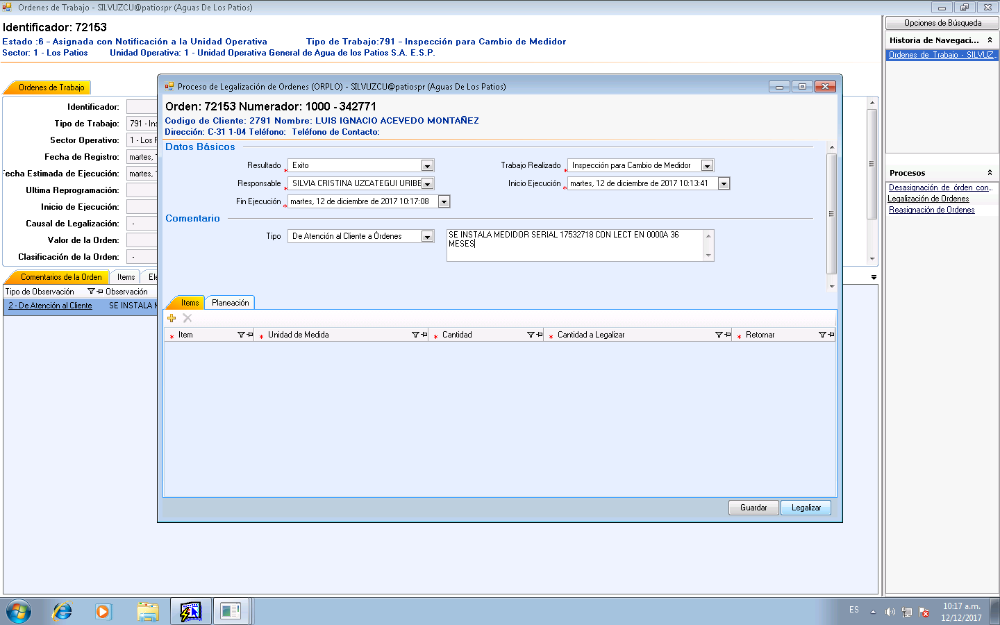 Ordenes de Trabajo - SILVUZCU@patiospr (Aguas De Los Patios)
Identificador: 72153
Estado :6 - Asignada con Notificación a la Unidad Operativa Tipo de Trabajo:791 - Inspección para Cambio de Medidor
Sector: 1 - Los Patios Unidad Operativa: 1 - Unidad Operativa General de Agua de los Patios S.A. E.S.P.
Ordenes de Trabajo
Identificador:
Tipo de Trabajo: 791 - Ins
Sector Operativo: 1 - Los P
Fecha de Registro: martes,
Fecha Estimada de Ejecución: martes,
Ultima Reprogramación:
Inicio de Ejecución:
Causal de Legalización: -
Valor de la Orden:
Clasificación de la Orden: -
Comentarios de la Orden Items Ele
Tipo de Observación Observación
2 - De Atención al Cliente SE INSTALA M
Proceso de Legalización de Ordenes (ORPLO) - SILVUZCU@patiospr (Aguas De Los Patios)
Orden: 72153 Numerador: 1000 - 342771
Codigo de Cliente: 2791 Nombre: LUIS IGNACIO ACEVEDO MONTAÑEZ
Dirección: C-31 1-04 Teléfono: Teléfono de Contacto:
Datos Básicos
Resultado * Exito Trabajo Realizado * Inspección para Cambio de Medidor
Responsable * SILVIA CRISTINA UZCATEGUI URIBE Inicio Ejecución * martes, 12 de diciembre de 2017 10:13:41
Fin Ejecución * martes, 12 de diciembre de 2017 10:17:08
Comentario
Tipo De Atención al Cliente a Órdenes
SE INSTALA MEDIDOR SERIAL 17532718 CON LECT EN 0000A 36
MESES
Items Planeación
* Item * Unidad de Medida * Cantidad * Cantidad a Legalizar * Retornar
Guardar Legalizar
Opciones de Búsqueda
Historia de Navegaci...
Ordenes de Trabajo - SILVUZ...
Procesos
Desasignación de órden con...
Legalización de Ordenes
Reasignación de Ordenes
ES
10:17 a.m.
12/12/2017